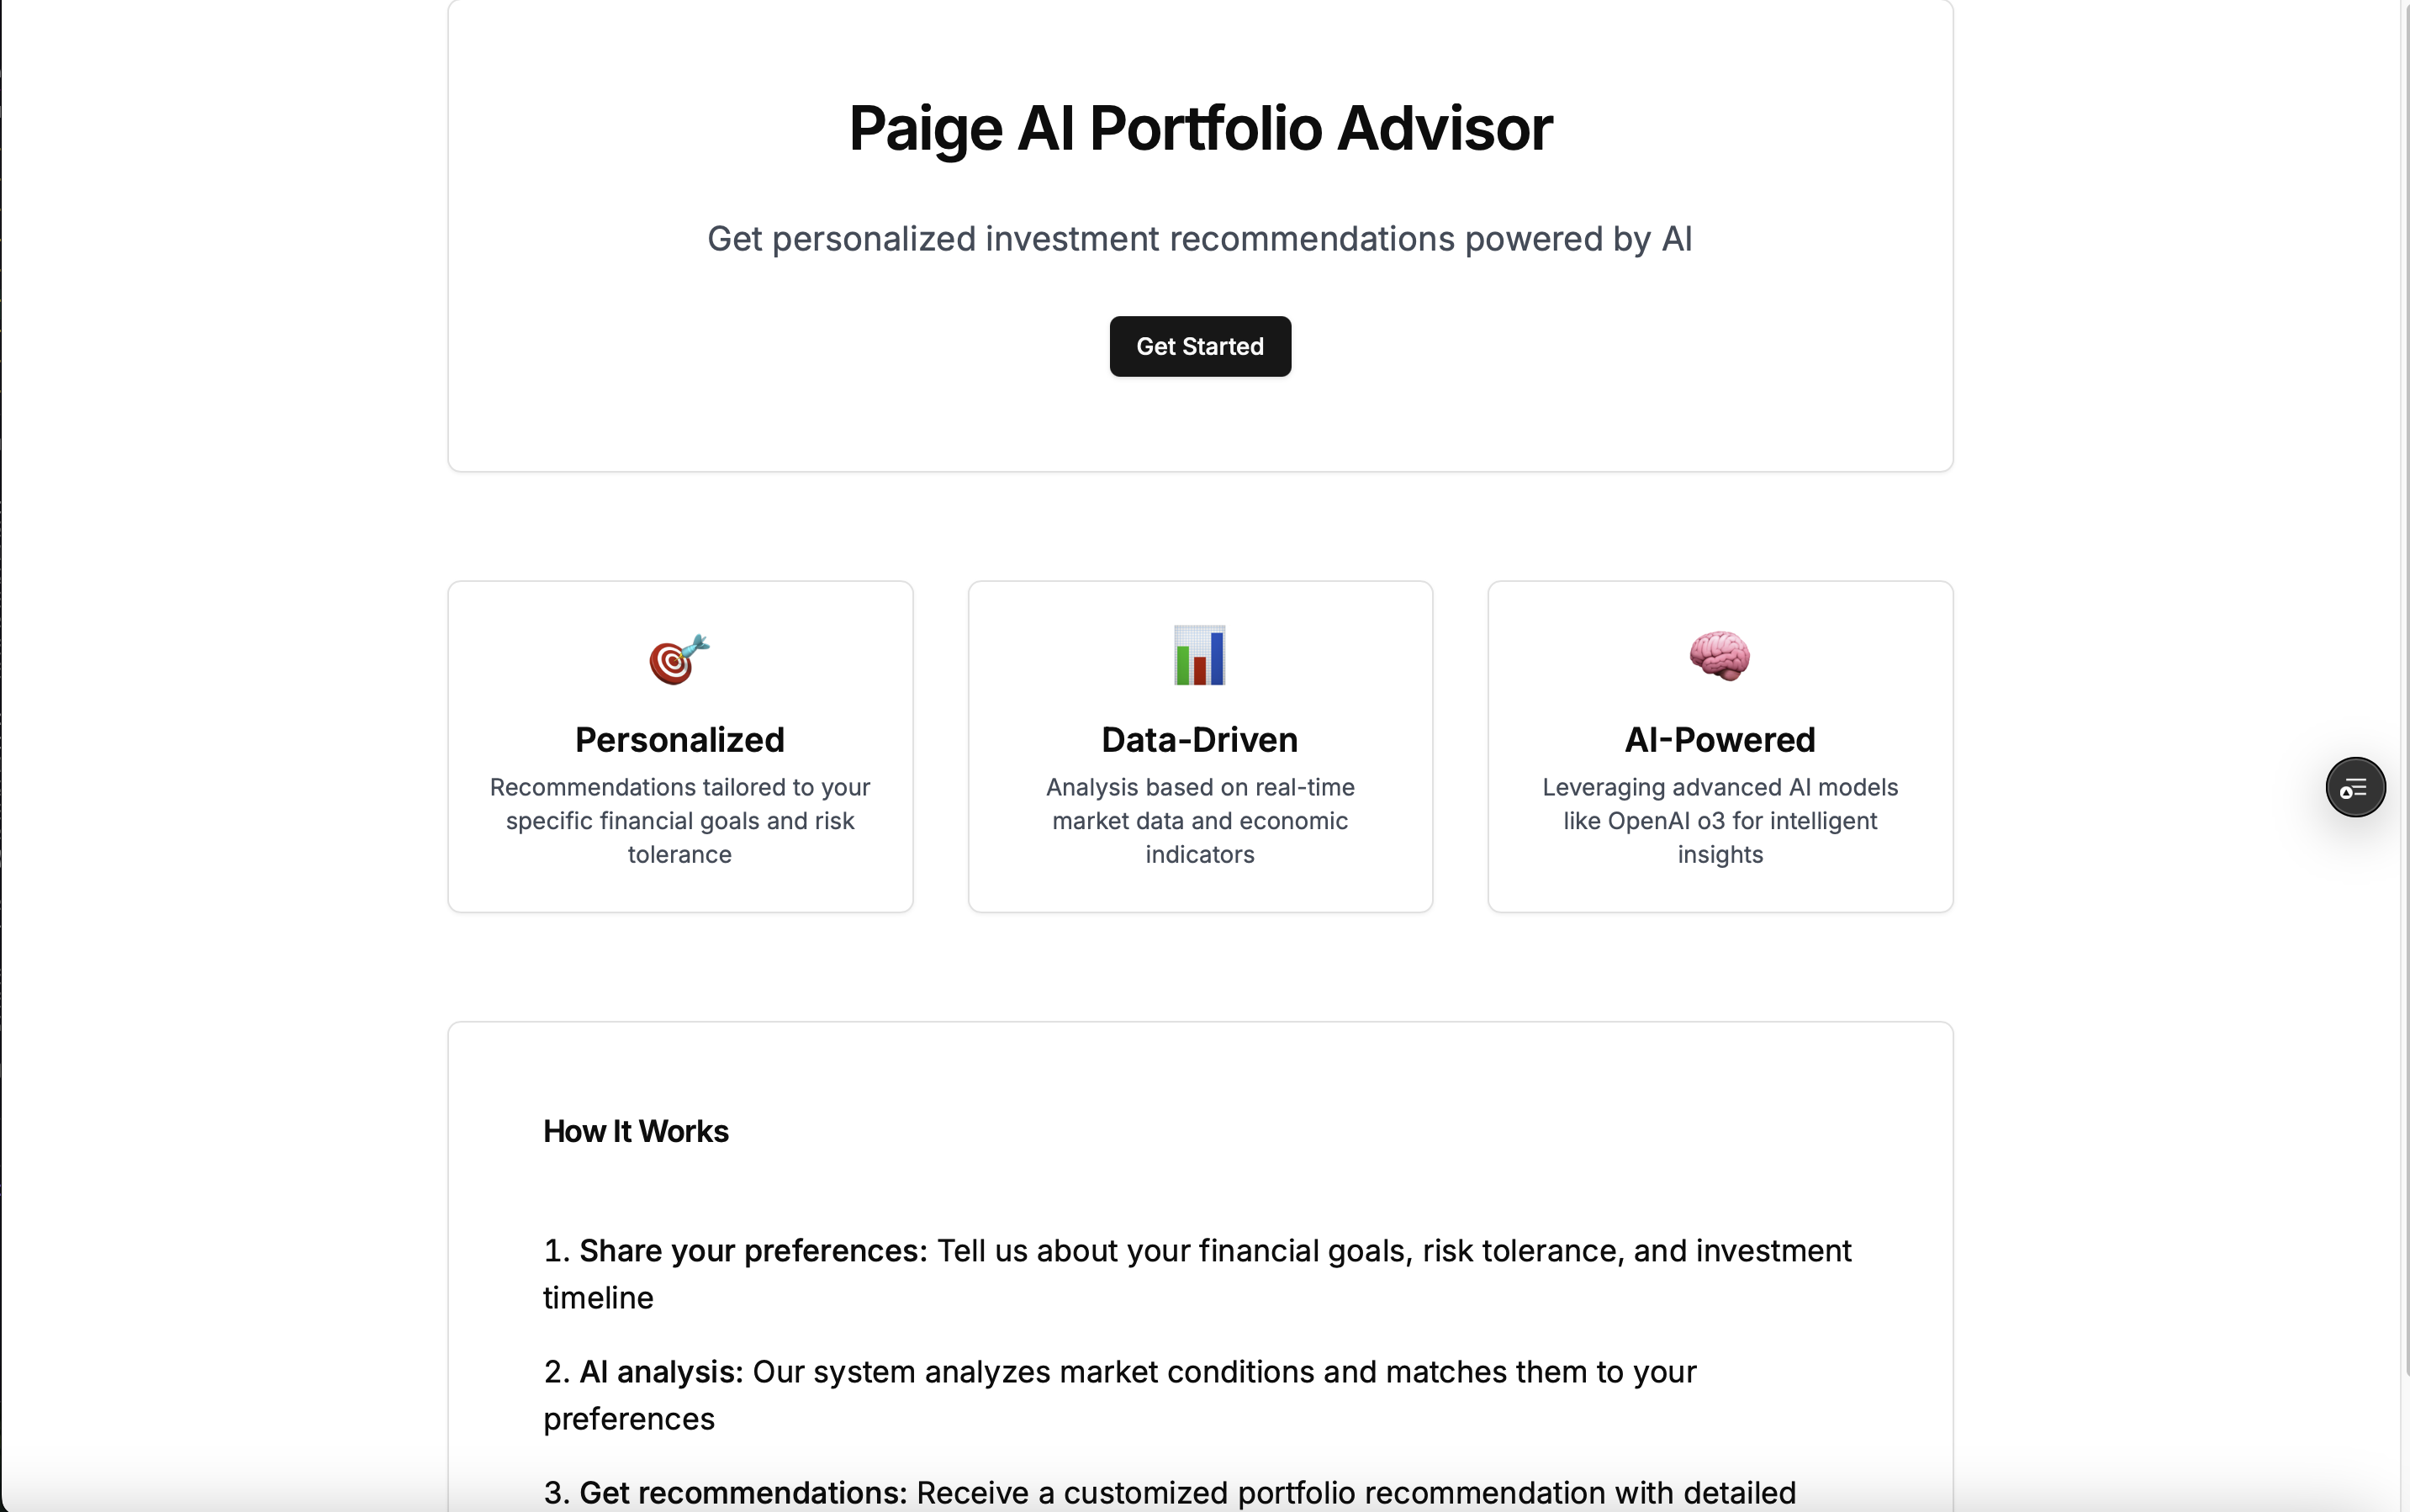 Paige AI Portfolio Advisor
Get personalized investment recommendations powered by AI
Get Started
Personalized
Recommendations tailored to your
specific financial goals and risk
tolerance
Data-Driven
Analysis based on real-time
market data and economic
indicators
AI-Powered
Leveraging advanced AI models
like OpenAI o3 for intelligent
insights
How It Works
1. Share your preferences: Tell us about your financial goals, risk tolerance, and investment
timeline
2. AI analysis: Our system analyzes market conditions and matches them to your
preferences
3. Get recommendations: Receive a customized portfolio recommendation with detailed